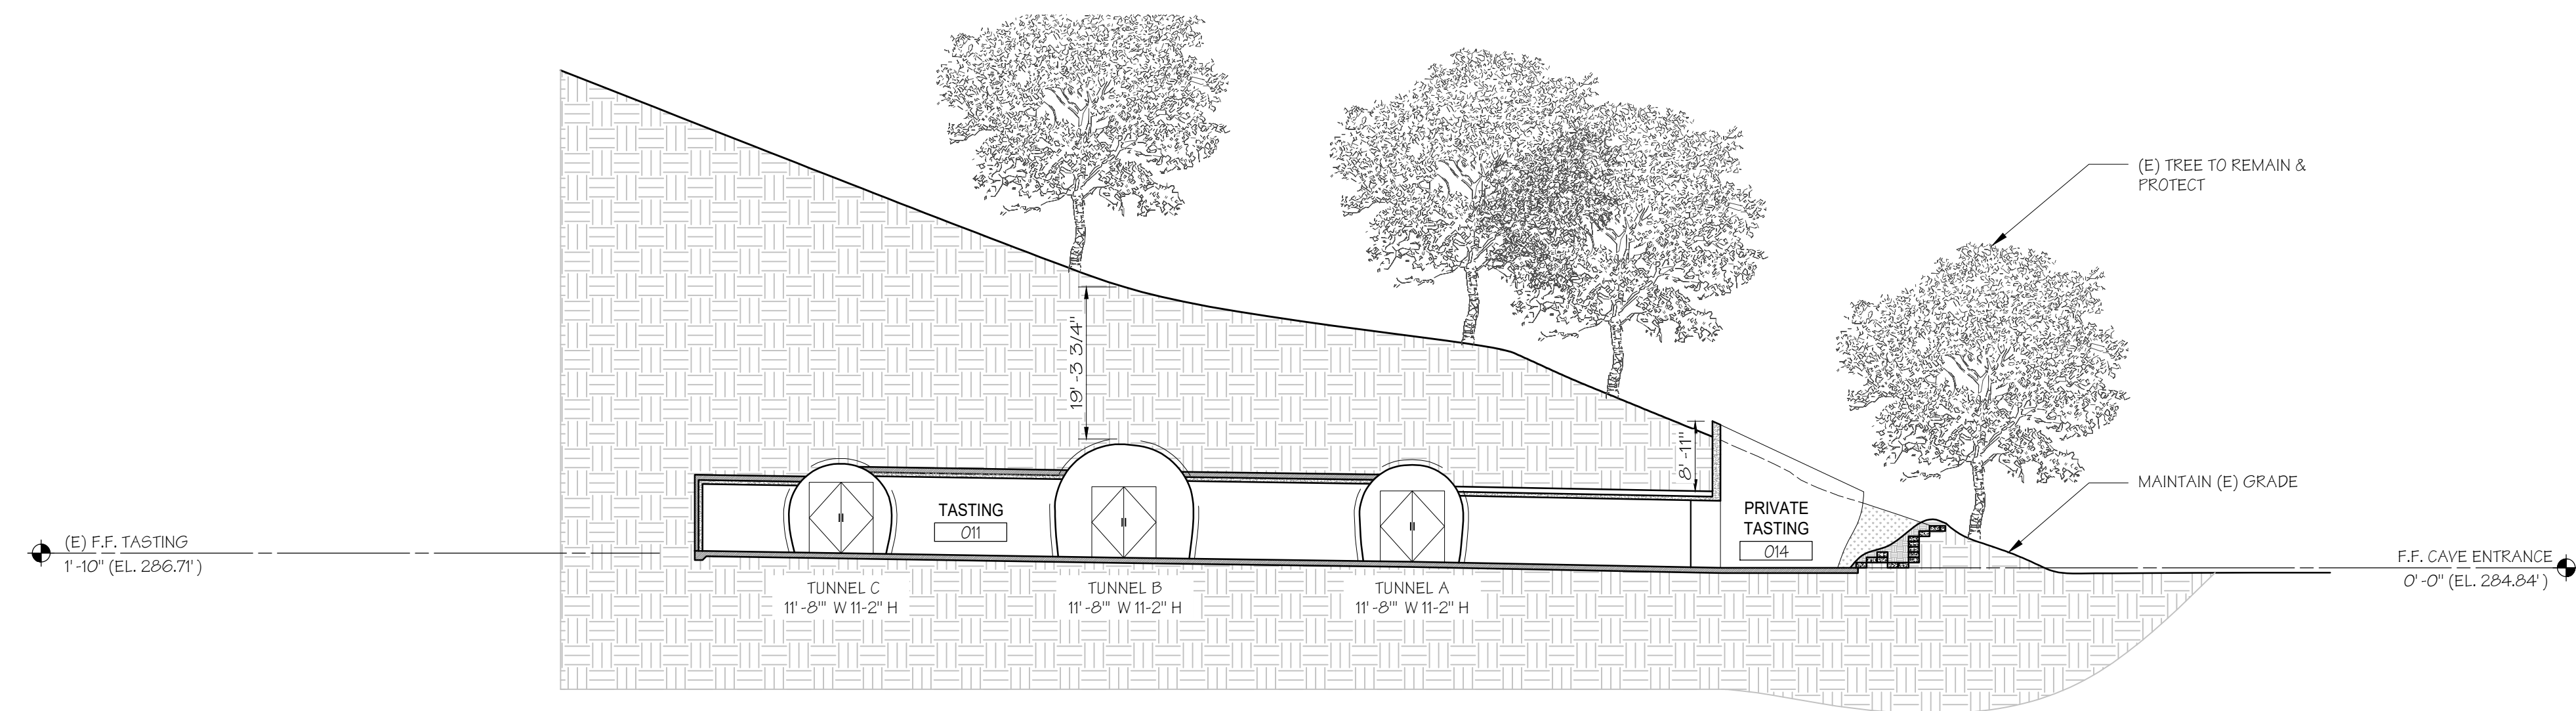 (E) TREE TO REMAIN &
PROTECT
19'-3 3/4"
8'-11"
MAINTAIN (E) GRADE
TASTING
011
PRIVATE
TASTING
014
(E) F.F. TASTING
1'-10" (EL. 286.71')
F.F. CAVE ENTRANCE
0'-0" (EL. 284.84')
TUNNEL C
11'-8'" W 11-2" H
TUNNEL B
11'-8'" W 11-2" H
TUNNEL A
11'-8'" W 11-2" H